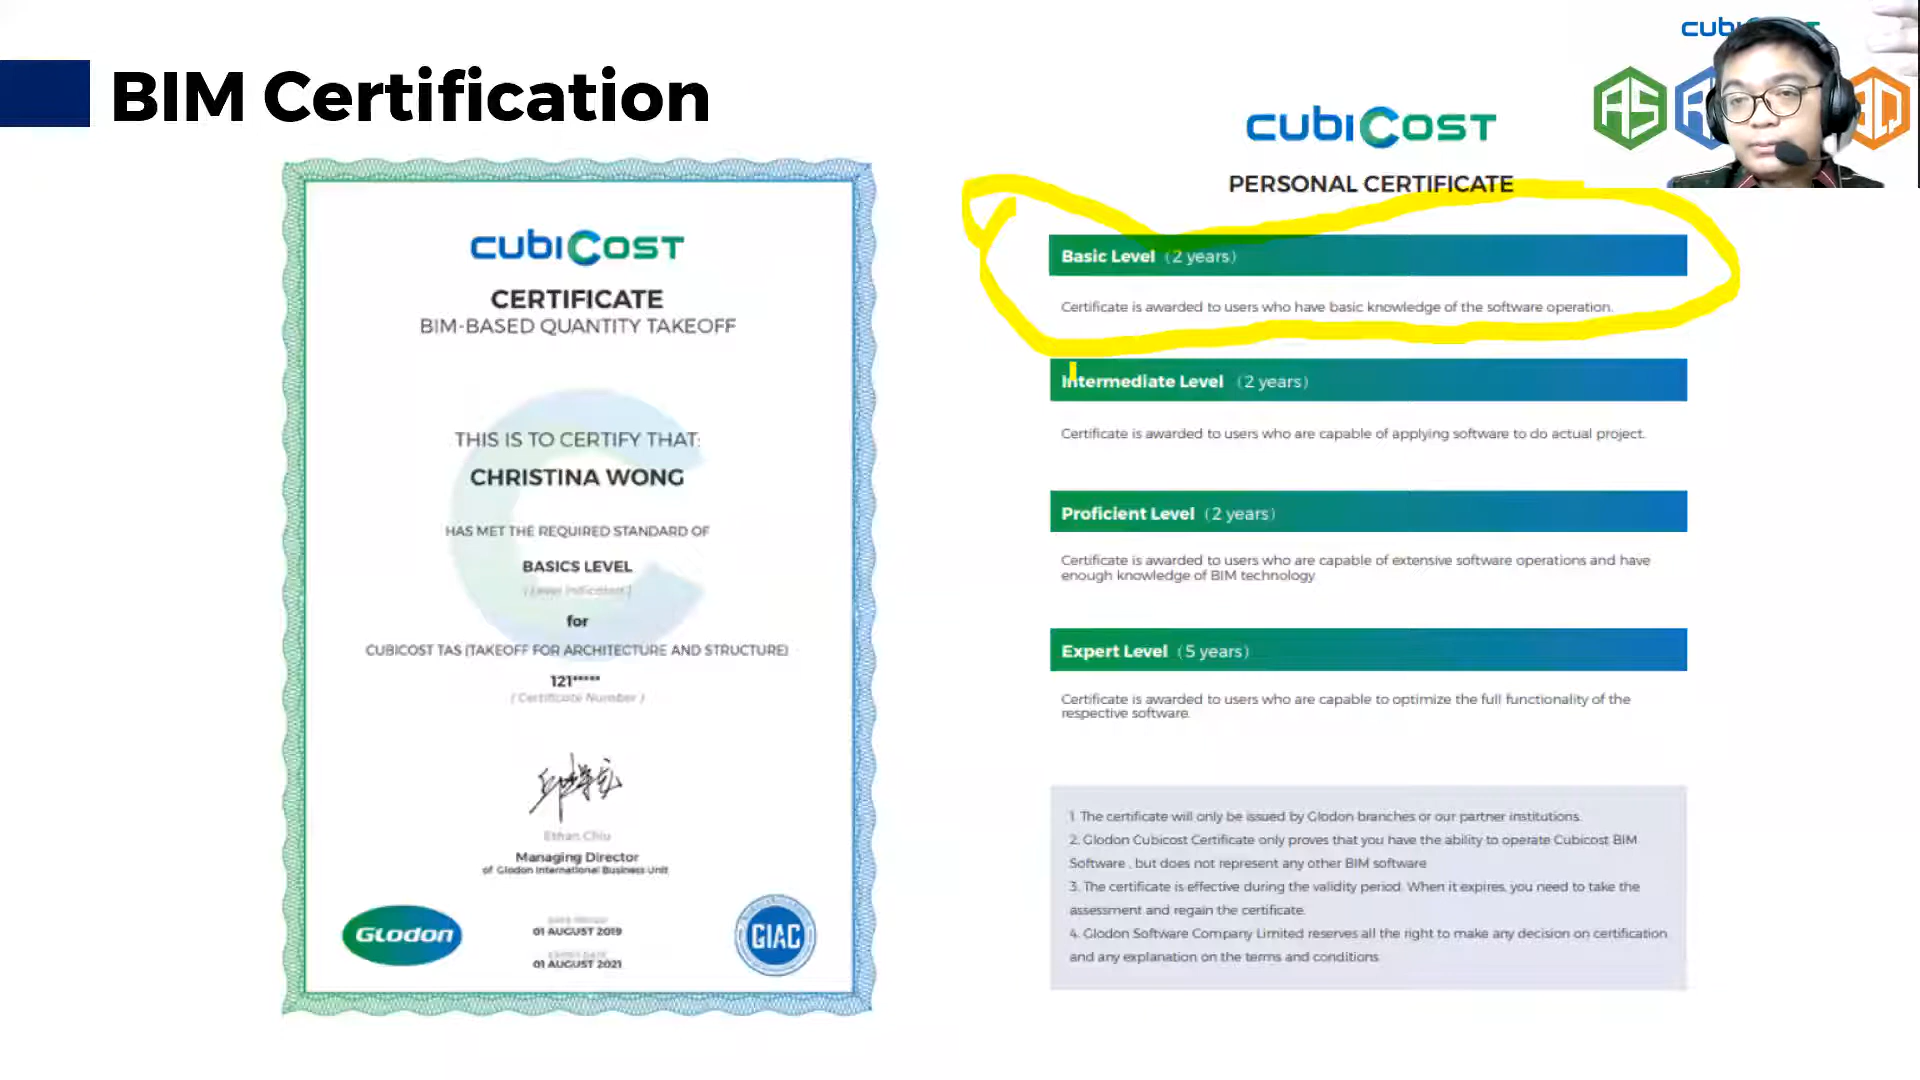 BIM Certification
CUBICOST
CERTIFICATE
BIM-BASED QUANTITY TAKEOFF
THIS IS TO CERTIFY THAT:
CHRISTINA WONG
HAS MET THE REQUIRED STANDARD OF
BASICS LEVEL
( Level Indicated )
for
CUBICOST TAS (TAKEOFF FOR ARCHITECTURE AND STRUCTURE)
121*****
( Certificate Number )
Ethan Chiu
Managing Director
of Glodon International Business Unit
GLODON
01 AUGUST 2019
01 AUGUST 2021
GIAC
CUBICOST
PERSONAL CERTIFICATE
Basic Level (2 years)
Certificate is awarded to users who have basic knowledge of the software operation.
Intermediate Level (2 years)
Certificate is awarded to users who are capable of applying software to do actual project.
Proficient Level (2 years)
Certificate is awarded to users who are capable of extensive software operations and have
enough knowledge of BIM technology
Expert Level (5 years)
Certificate is awarded to users who are capable to optimize the full functionality of the
respective software.
1. The certificate will only be issued by Glodon branches or our partner institutions.
2. Glodon Cubicost Certificate only proves that you have the ability to operate Cubicost BIM
Software , but does not represent any other BIM software
3. The certificate is effective during the validity period. When it expires, you need to take the
assessment and regain the certificate.
4. Glodon Software Company Limited reserves all the right to make any decision on certification
and any explanation on the terms and conditions
AS